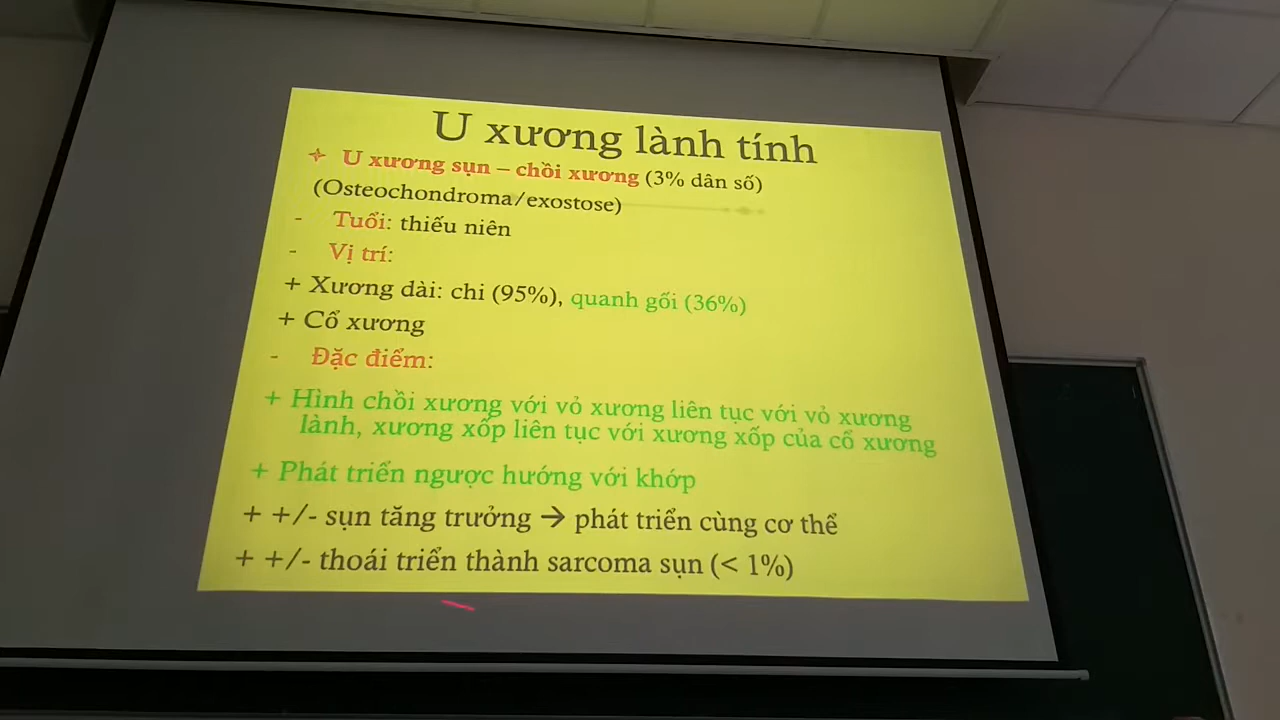 U xương lành tính
✧ U xương sụn – chồi xương (3% dân số)
(Osteochondroma/exostose)
- Tuổi: thiếu niên
- Vị trí:
+ Xương dài: chi (95%), quanh gối (36%)
+ Cổ xương
- Đặc điểm:
+ Hình chồi xương với vỏ xương liên tục với vỏ xương
lành, xương xốp liên tục với xương xốp của cổ xương
+ Phát triển ngược hướng với khớp
+ +/- sụn tăng trưởng → phát triển cùng cơ thể
+ +/- thoái triển thành sarcoma sụn (< 1%)